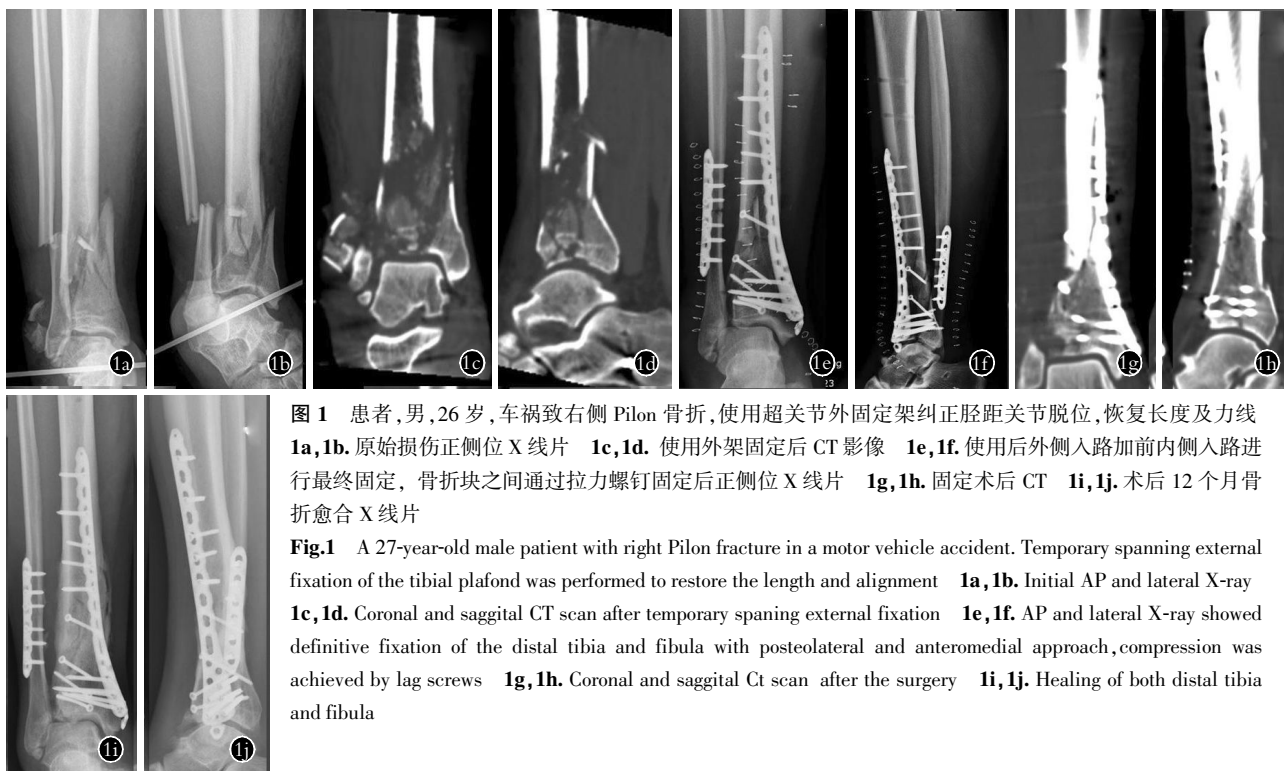 1a
1b
1c
1d
1e
1f
1g
1h
23
图 1 患者,男,26 岁,车祸致右侧 Pilon 骨折,使用超关节外固定架纠正胫距关节脱位,恢复长度及力线
1a,1b. 原始损伤正侧位 X 线片 1c,1d. 使用外架固定后 CT 影像 1e,1f. 使用后外侧入路加前内侧入路进
行最终固定, 骨折块之间通过拉力螺钉固定后正侧位 X 线片 1g,1h. 固定术后 CT 1i,1j. 术后 12 个月骨
折愈合 X 线片
Fig.1 A 27-year-old male patient with right Pilon fracture in a motor vehicle accident. Temporary spanning external
fixation of the tibial plafond was performed to restore the length and alignment 1a,1b. Initial AP and lateral X-ray
1c,1d. Coronal and saggital CT scan after temporary spaning external fixation 1e,1f. AP and lateral X-ray showed
definitive fixation of the distal tibia and fibula with posteolateral and anteromedial approach,compression was
achieved by lag screws 1g,1h. Coronal and saggital Ct scan after the surgery 1i,1j. Healing of both distal tibia
and fibula
1i
1j